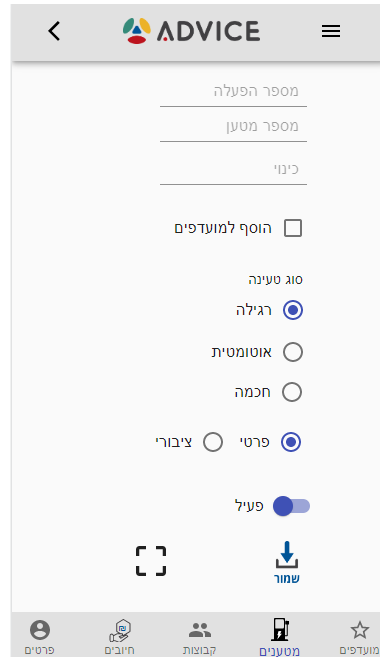 ADVICE
מספר הפעלה
מספר מטען
כינוי
הוסף למועדפים
סוג טעינה
רגילה
אוטומטית
חכמה
פרטי ציבורי
פעיל
שמור
מועדפים מטענים קבוצות חיובים פרטים